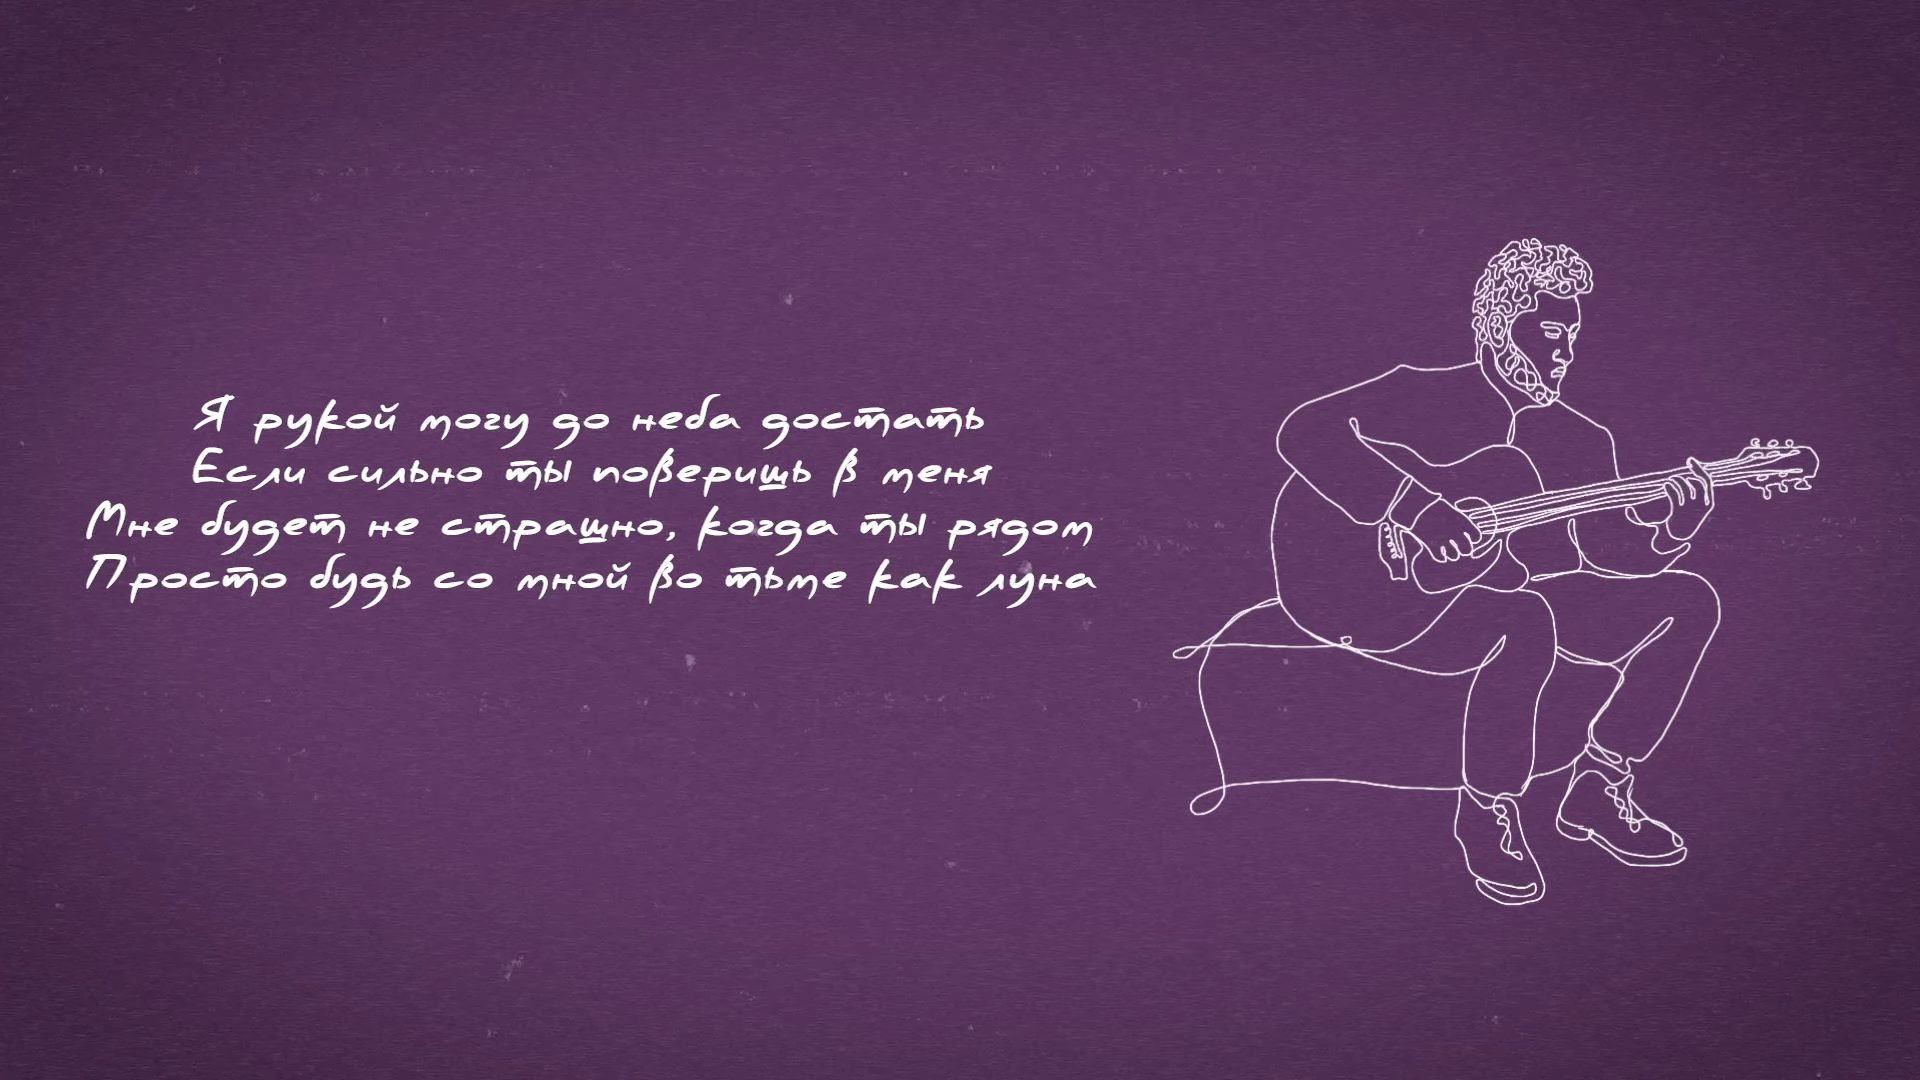 Я рукой могу до неба достать
Если сильно ты поверишь в меня
Мне будет не страшно, когда ты рядом
Просто будь со мной во тьме как луна